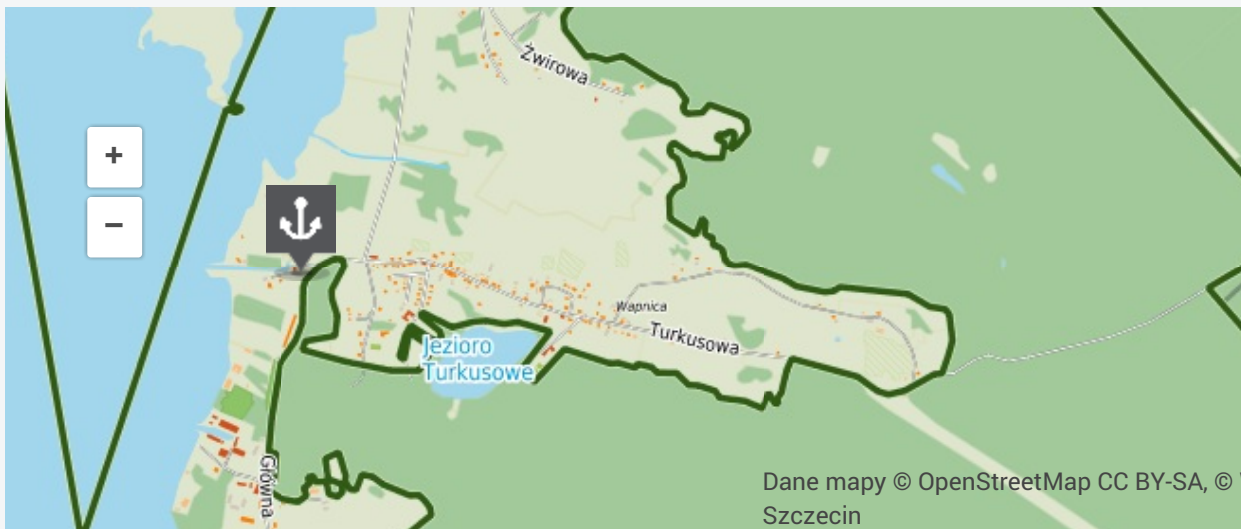 Żwirowa
+
−
Wapnica
Turkusowa
Jezioro
Turkusowe
Główna
Dane mapy © OpenStreetMap CC BY-SA, ©
Szczecin